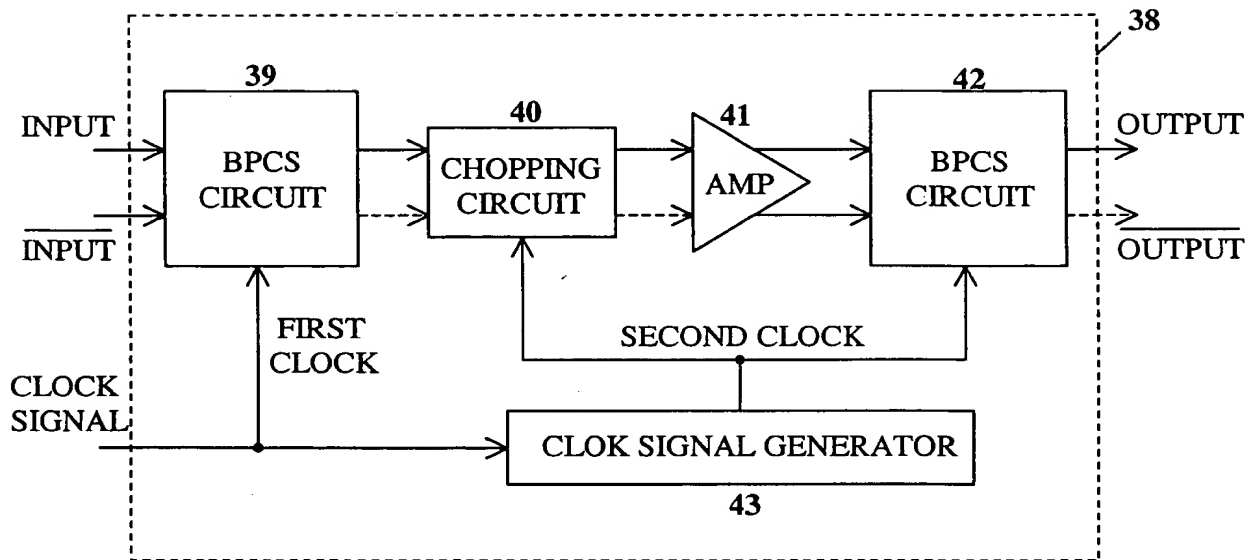 38
39
42
40
41
INPUT
INPUT
BPCS
CIRCUIT
CHOPPING
CIRCUIT
AMP
BPCS
CIRCUIT
OUTPUT
OUTPUT
FIRST
CLOCK
SECOND CLOCK
CLOCK
SIGNAL
CLOK SIGNAL GENERATOR
43